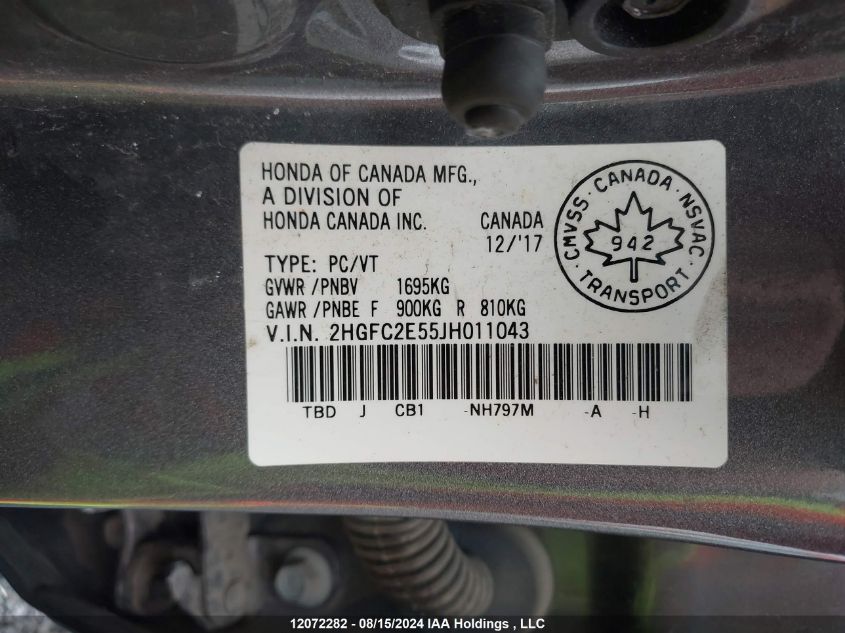 HONDA OF CANADA MFG.,
A DIVISION OF
HONDA CANADA INC. CANADA
12/'17
TYPE: PC/VT
GVWR /PNBV 1695KG
GAWR /PNBE F 900KG R 810KG
V.I.N. 2HGFC2E55JH011043
TBD J CB1 -NH797M -A -H
CMVSS · CANADA · NSVAC
942
· TRANSPORT ·
12072282 - 08/15/2024 IAA Holdings , LLC